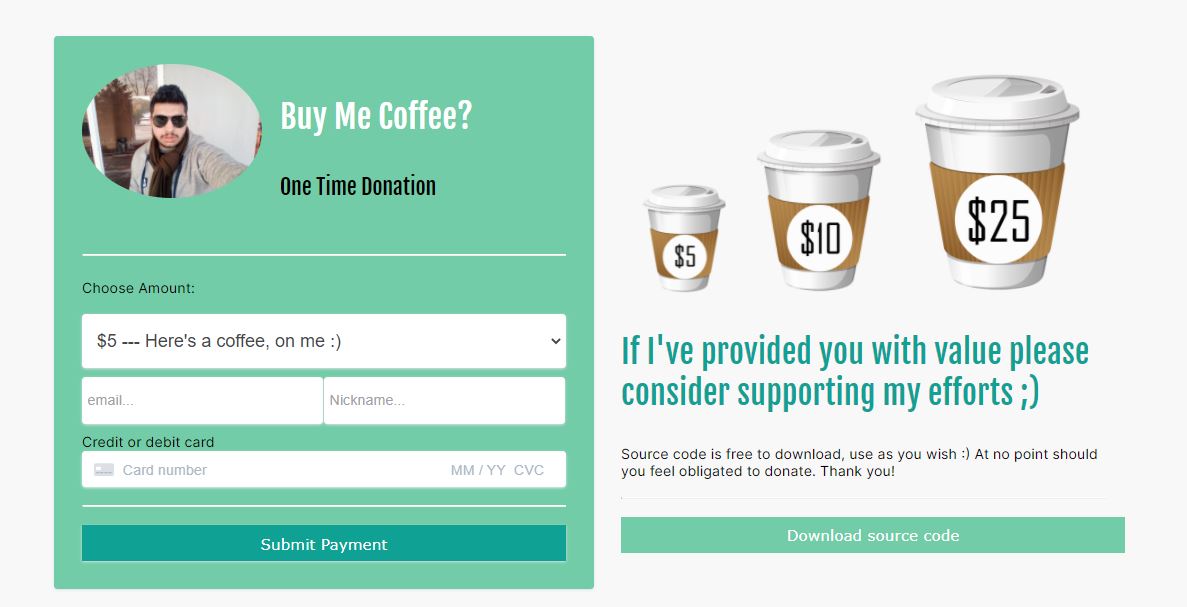 Buy Me Coffee?
One Time Donation
Choose Amount:
$5 --- Here's a coffee, on me :)
email...
Nickname...
Credit or debit card
Card number
MM / YY CVC
Submit Payment
$5
$10
$25
If I've provided you with value please
consider supporting my efforts ;)
Source code is free to download, use as you wish :) At no point should
you feel obligated to donate. Thank you!
Download source code